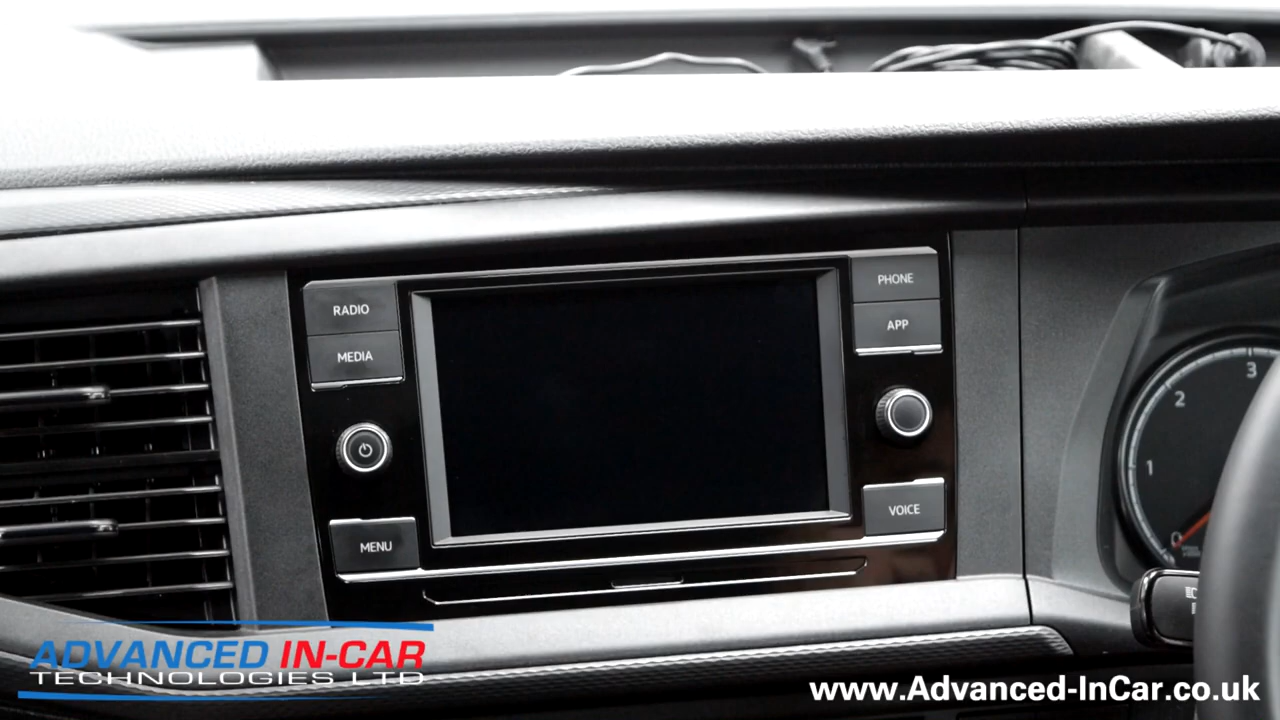 RADIO
MEDIA
MENU
PHONE
APP
VOICE
3
2
1
0
ADVANCED IN-CAR
TECHNOLOGIES LTD
www.Advanced-InCar.co.uk